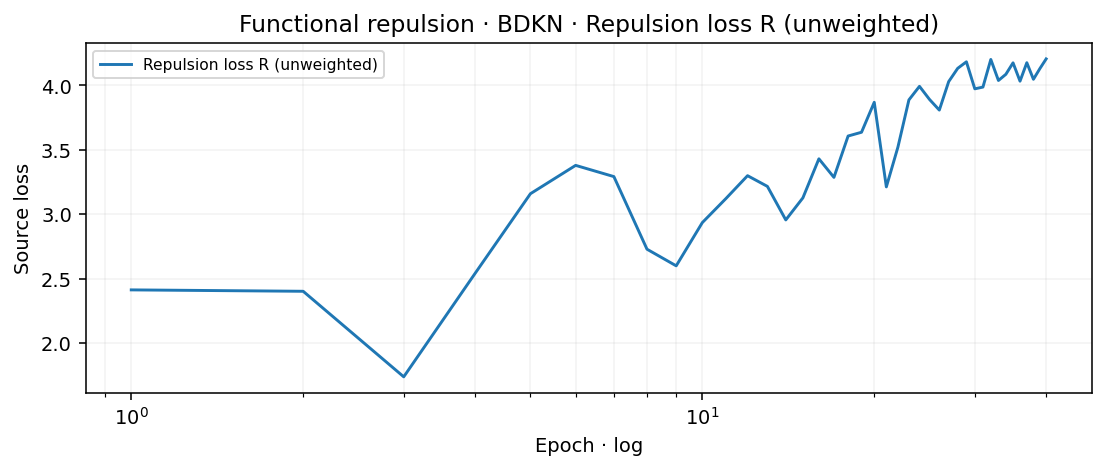 Functional repulsion · BDKN · Repulsion loss R (unweighted)
Repulsion loss R (unweighted)
Source loss
4.0
3.5
3.0
2.5
2.0
10⁰
10¹
Epoch · log